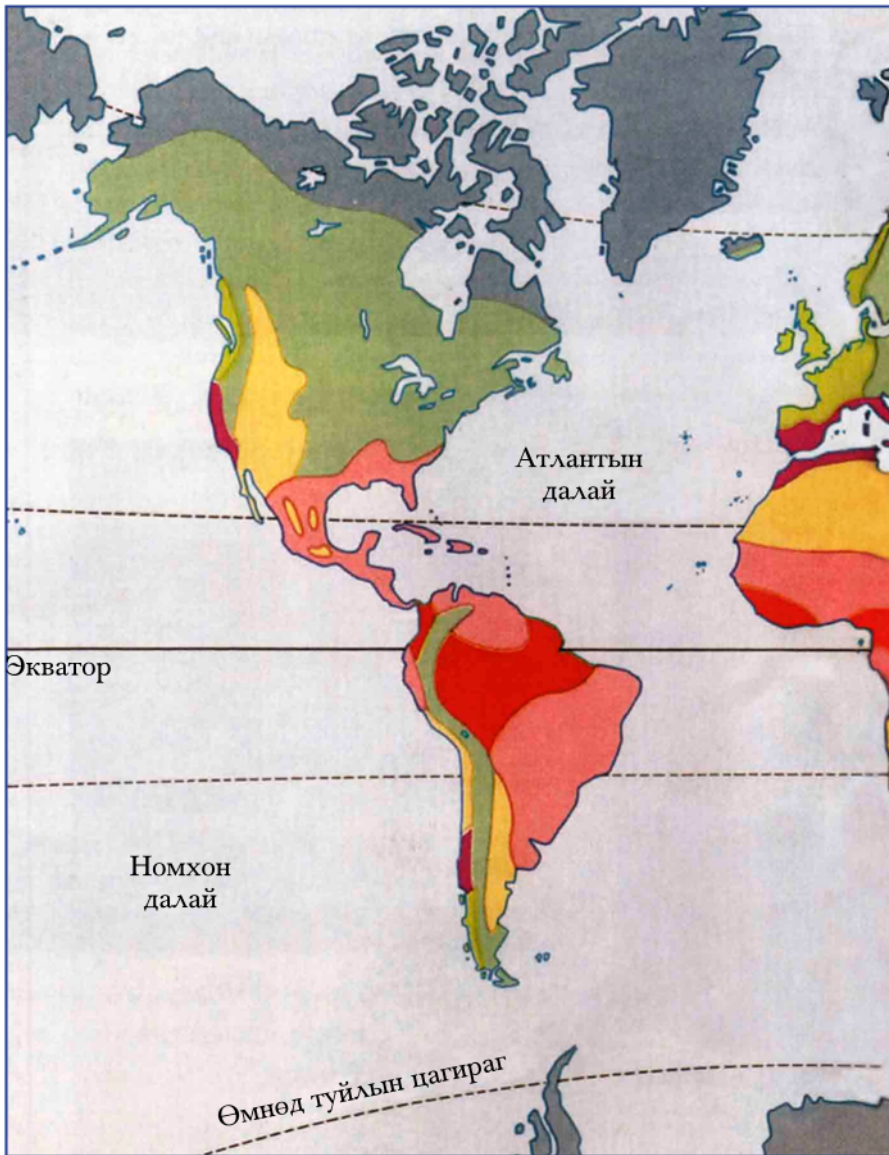 Атлантын
далай
Экватор
Номхон
далай
Өмнөд туйлын цагираг